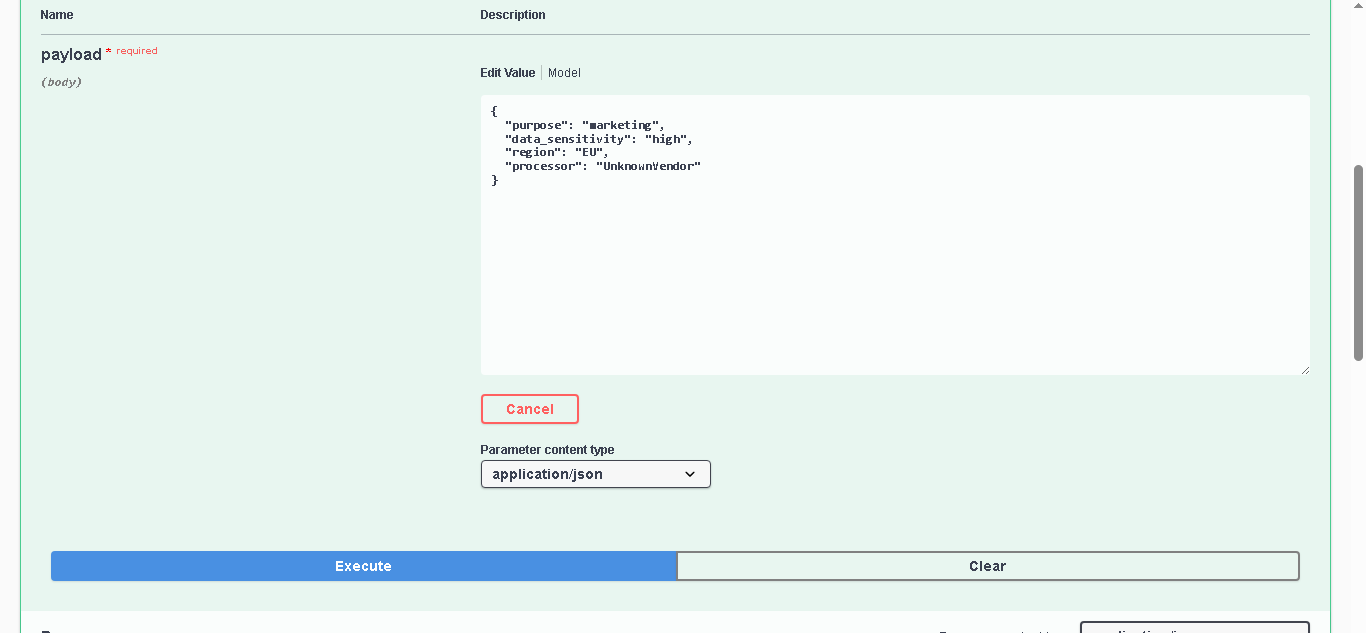 Name Description
payload * required
(body)
Edit Value Model
{
"purpose": "marketing",
"data_sensitivity": "high",
"region": "EU",
"processor": "UnknownVendor"
}
Cancel
Parameter content type
application/json
Execute Clear